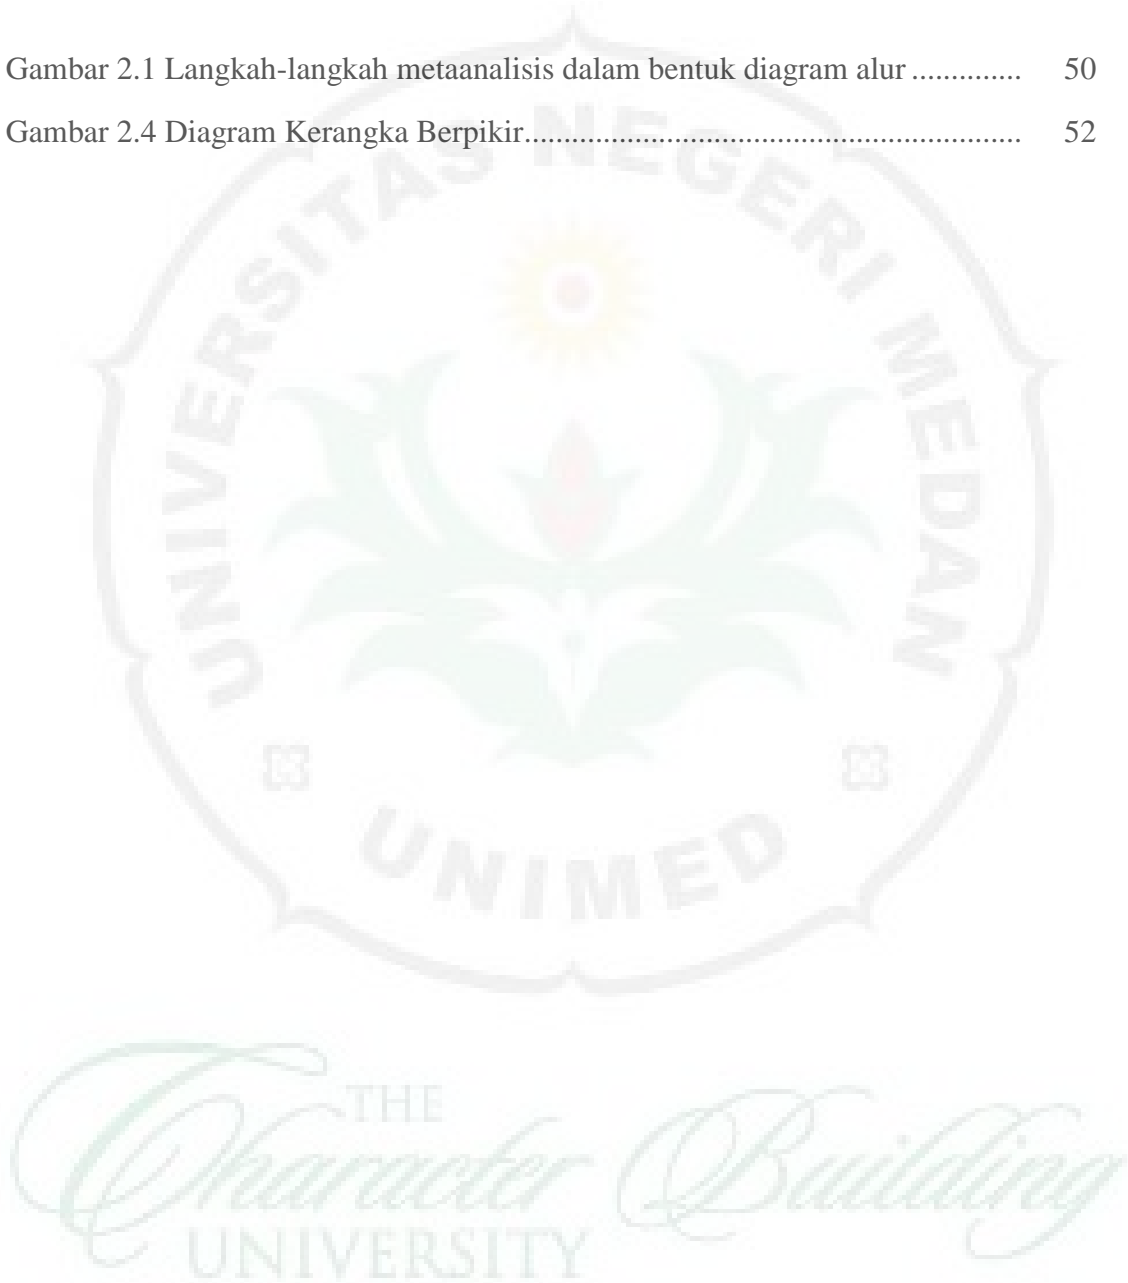 Gambar 2.1 Langkah-langkah metaanalisis dalam bentuk diagram alur .............. 50
Gambar 2.4 Diagram Kerangka Berpikir............................................................... 52
UNIVERSITAS NEGERI MEDAN
UNIMED
THE
Character Building
UNIVERSITY